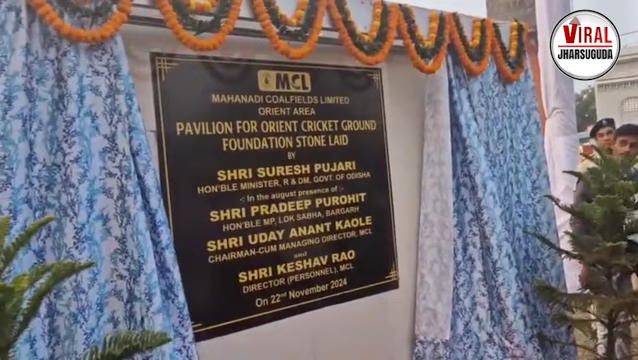 MCL
MAHANADI COALFIELDS LIMITED
ORIENT AREA
PAVILION FOR ORIENT CRICKET GROUND
FOUNDATION STONE LAID
BY
SHRI SURESH PUJARI
HON'BLE MINISTER, R & DM, GOVT. OF ODISHA
-: In the august presence of :-
SHRI PRADEEP PUROHIT
HON'BLE MP, LOK SABHA, BARGARH
SHRI UDAY ANANT KAOLE
CHAIRMAN-CUM MANAGING DIRECTOR, MCL
and
SHRI KESHAV RAO
DIRECTOR (PERSONNEL), MCL
On 22nd November 2024
VIRAL
JHARSUGUDA